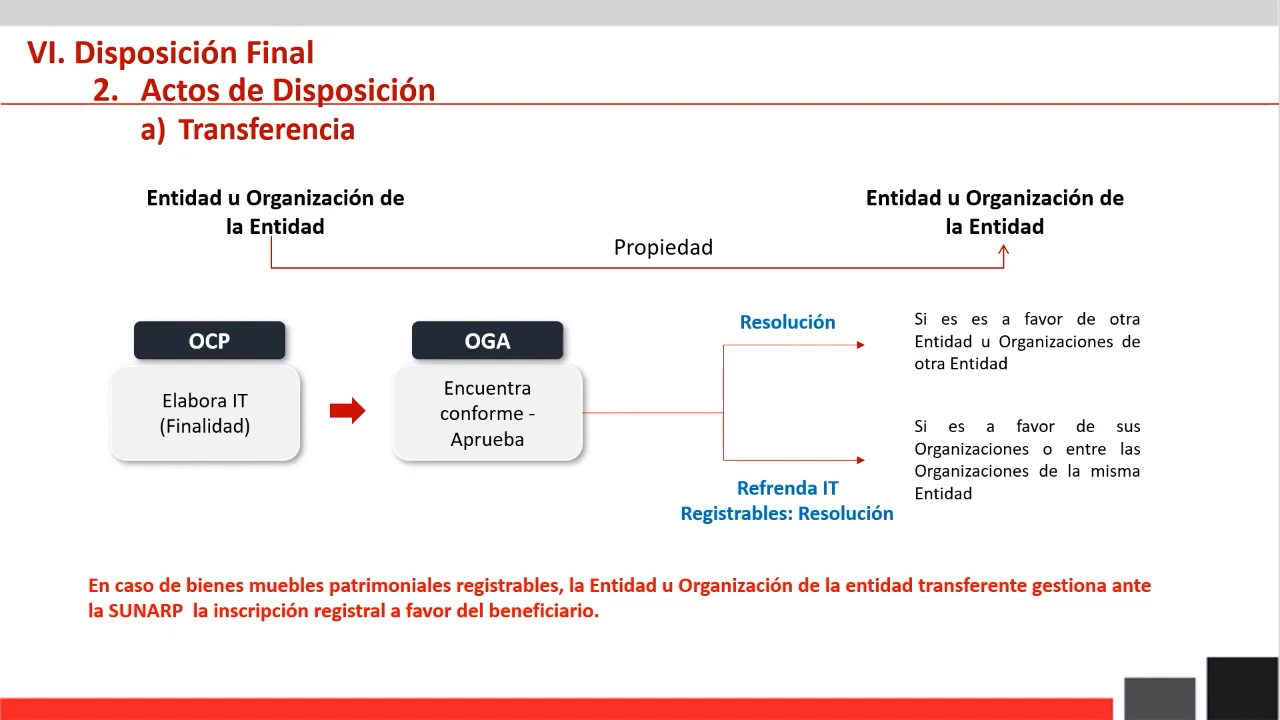 VI. Disposición Final
2. Actos de Disposición
a) Transferencia
Entidad u Organización de
la Entidad
Entidad u Organización de
la Entidad
Propiedad
OCP
Elabora IT
(Finalidad)
OGA
Encuentra
conforme -
Aprueba
Resolución
Si es es a favor de otra
Entidad u Organizaciones de
otra Entidad
Refrenda IT
Registrables: Resolución
Si es a favor de sus
Organizaciones o entre las
Organizaciones de la misma
Entidad
En caso de bienes muebles patrimoniales registrables, la Entidad u Organización de la entidad transferente gestiona ante
la SUNARP la inscripción registral a favor del beneficiario.